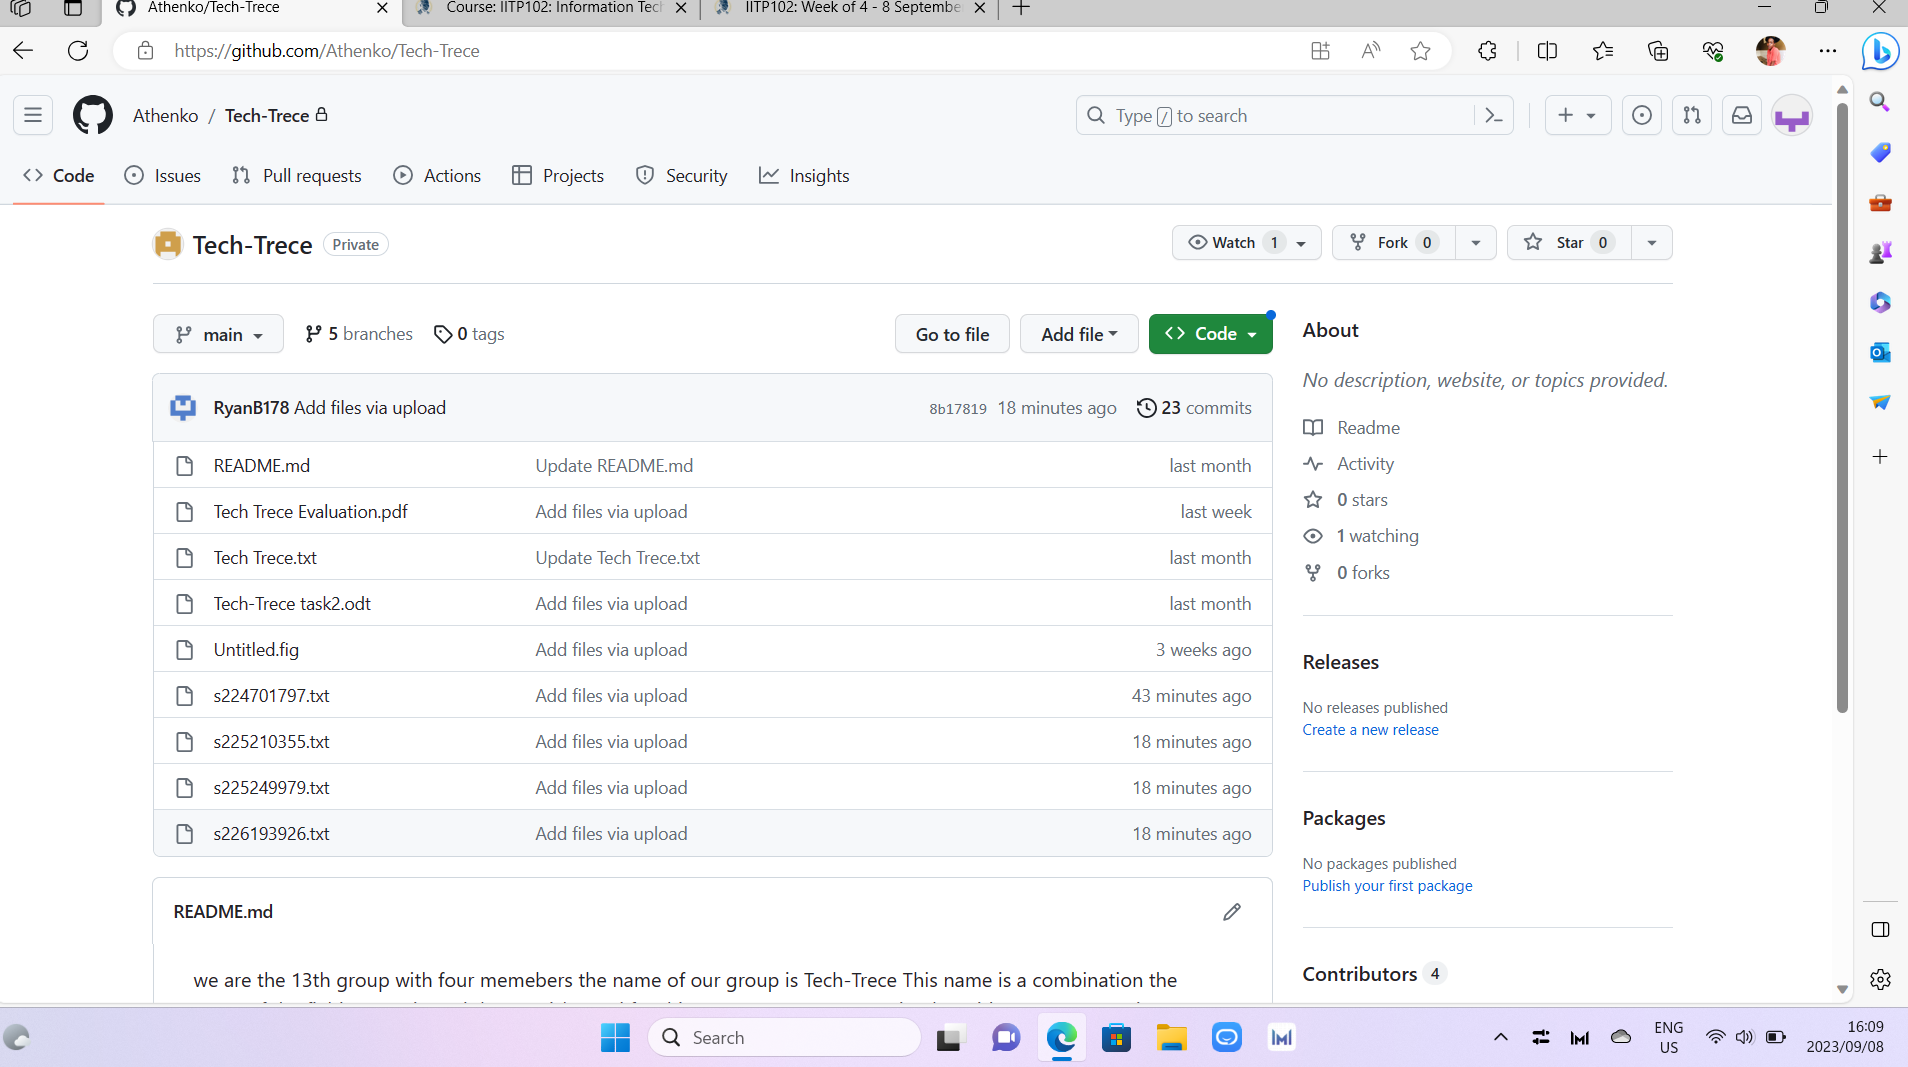 Athenko/Tech-Trece
Course: IITP102: Information Tech
IITP102: Week of 4 - 8 September
https://github.com/Athenko/Tech-Trece
Athenko / Tech-Trece
Type / to search
Code
Issues
Pull requests
Actions
Projects
Security
Insights
Tech-Trece Private
Watch 1
Fork 0
Star 0
main
5 branches
0 tags
Go to file
Add file
Code
RyanB178 Add files via upload 8b17819 18 minutes ago 23 commits
README.md Update README.md last month
Tech Trece Evaluation.pdf Add files via upload last week
Tech Trece.txt Update Tech Trece.txt last month
Tech-Trece task2.odt Add files via upload last month
Untitled.fig Add files via upload 3 weeks ago
s224701797.txt Add files via upload 43 minutes ago
s225210355.txt Add files via upload 18 minutes ago
s225249979.txt Add files via upload 18 minutes ago
s226193926.txt Add files via upload 18 minutes ago
README.md
we are the 13th group with four memebers the name of our group is Tech-Trece This name is a combination the
About
No description, website, or topics provided.
Readme
Activity
0 stars
1 watching
0 forks
Releases
No releases published
Create a new release
Packages
No packages published
Publish your first package
Contributors 4
Search
ENG
US
16:09
2023/09/08